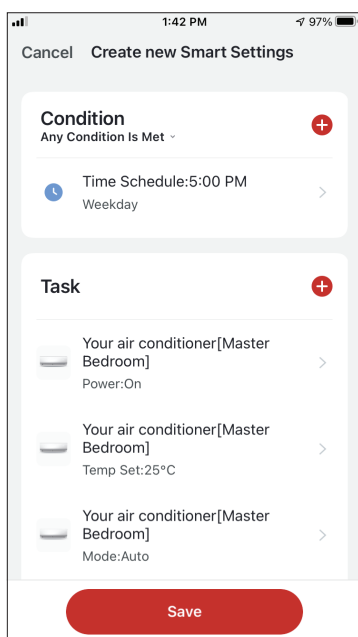 1:42 PM
97%
Cancel Create new Smart Settings
Condition
Any Condition Is Met
Time Schedule:5:00 PM
Weekday
Task
Your air conditioner[Master
Bedroom]
Power:On
Your air conditioner[Master
Bedroom]
Temp Set:25°C
Your air conditioner[Master
Bedroom]
Mode:Auto
Save